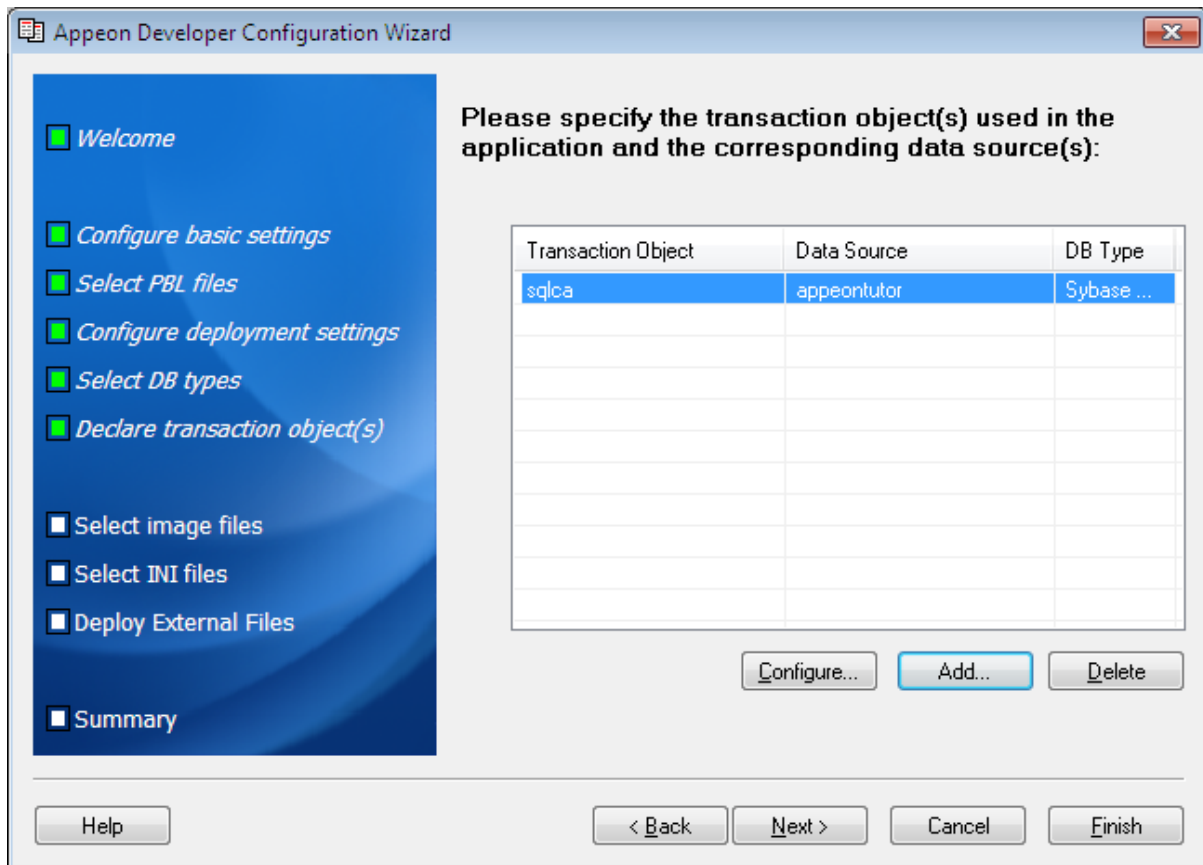 Appeon Developer Configuration Wizard
Welcome
Configure basic settings
Select PBL files
Configure deployment settings
Select DB types
Declare transaction object(s)
Select image files
Select INI files
Deploy External Files
Summary
Please specify the transaction object(s) used in the
application and the corresponding data source(s):
Transaction Object Data Source DB Type
sqlca appeontutor Sybase ...
Configure... Add... Delete
Help < Back Next > Cancel Finish